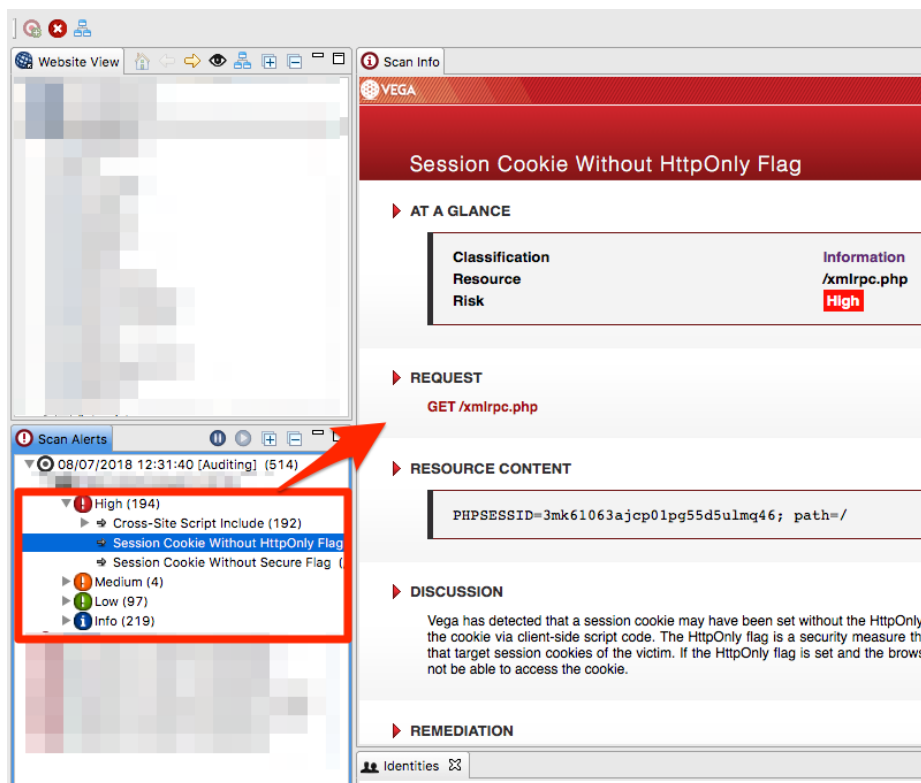 Website View
Scan Info
VEGA
Session Cookie Without HttpOnly Flag
AT A GLANCE
Classification Information
Resource /xmlrpc.php
Risk High
REQUEST
GET /xmlrpc.php
RESOURCE CONTENT
PHPSESSID=3mk61063ajcp01pg55d5ulmq46; path=/
DISCUSSION
Vega has detected that a session cookie may have been set without the HttpOnly
the cookie via client-side script code. The HttpOnly flag is a security measure th
that target session cookies of the victim. If the HttpOnly flag is set and the brows
not be able to access the cookie.
REMEDIATION
Identities
Scan Alerts
08/07/2018 12:31:40 [Auditing] (514)
High (194)
Cross-Site Script Include (192)
Session Cookie Without HttpOnly Flag
Session Cookie Without Secure Flag (
Medium (4)
Low (97)
Info (219)